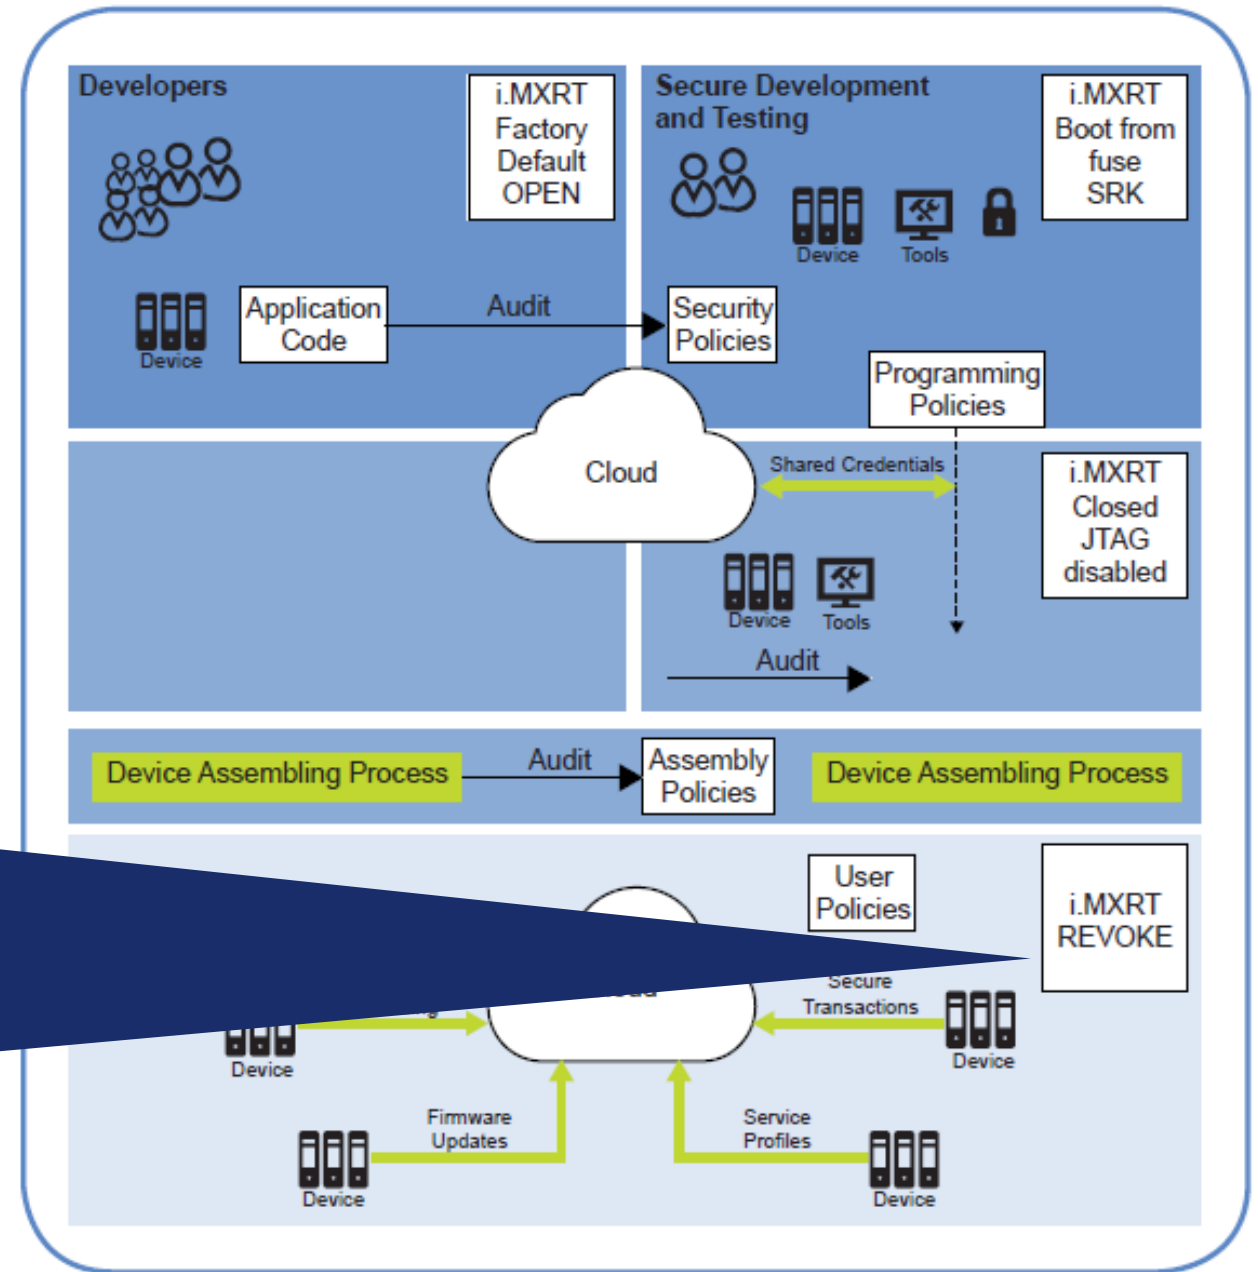 Developers
i.MXRT
Factory
Default
OPEN
Device
Application
Code
Audit
Secure Development
and Testing
i.MXRT
Boot from
fuse
SRK
Device
Tools
Security
Policies
Programming
Policies
Cloud
Shared Credentials
i.MXRT
Closed
JTAG
disabled
Device
Tools
Audit
Device Assembling Process
Audit
Assembly
Policies
Device Assembling Process
User
Policies
i.MXRT
REVOKE
Secure
Transactions
Device
Device
Firmware
Updates
Service
Profiles
Device
Device